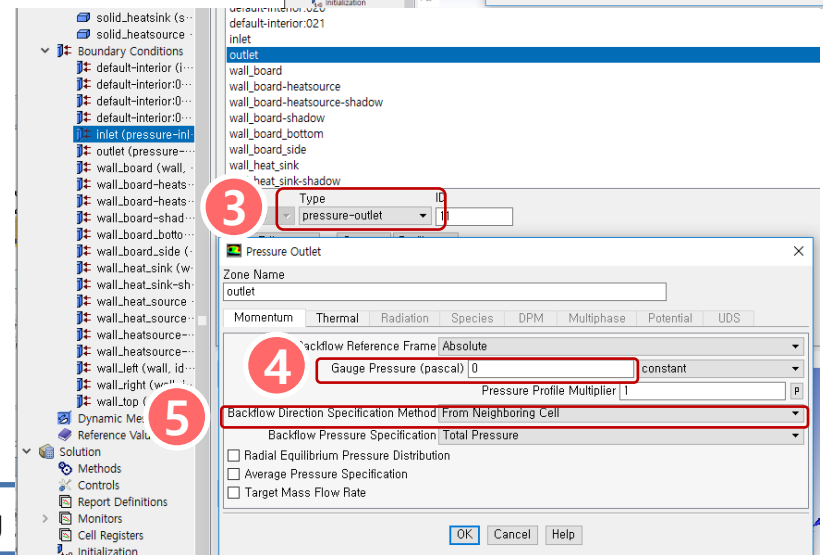 solid_heatsink (s···
solid_heatsource ·
Boundary Conditions
default-interior (i···
default-interior:0···
default-interior:0···
default-interior:0···
inlet (pressure-inl·
outlet (pressure-···
wall_board (wall, ·
wall_board-heats···
wall_board-heats···
wall_board-shad···
wall_board_botto···
wall_board_side (·
wall_heat_sink (w·
wall_heat_sink-sh·
wall_heat_source ·
wall_heat_source···
wall_heatsource-···
wall_heatsource-···
wall_left (wall, id···
wall_right (wall, i···
wall_top (
Dynamic Me
Reference Valu
Solution
Methods
Controls
Report Definitions
Monitors
Cell Registers
Initialization
Initialization
default-interior:020
default-interior:021
inlet
outlet
wall_board
wall_board-heatsource
wall_board-heatsource-shadow
wall_board-shadow
wall_board_bottom
wall_board_side
wall_heat_sink
heat_sink-shadow
3
Type
ID
pressure-outlet
11
Pressure Outlet
Zone Name
outlet
Momentum Thermal Radiation Species DPM Multiphase Potential UDS
Backflow Reference Frame Absolute
4
Gauge Pressure (pascal) 0 constant
Pressure Profile Multiplier 1 P
5
Backflow Direction Specification Method From Neighboring Cell
Backflow Pressure Specification Total Pressure
Radial Equilibrium Pressure Distribution
Average Pressure Specification
Target Mass Flow Rate
OK Cancel Help